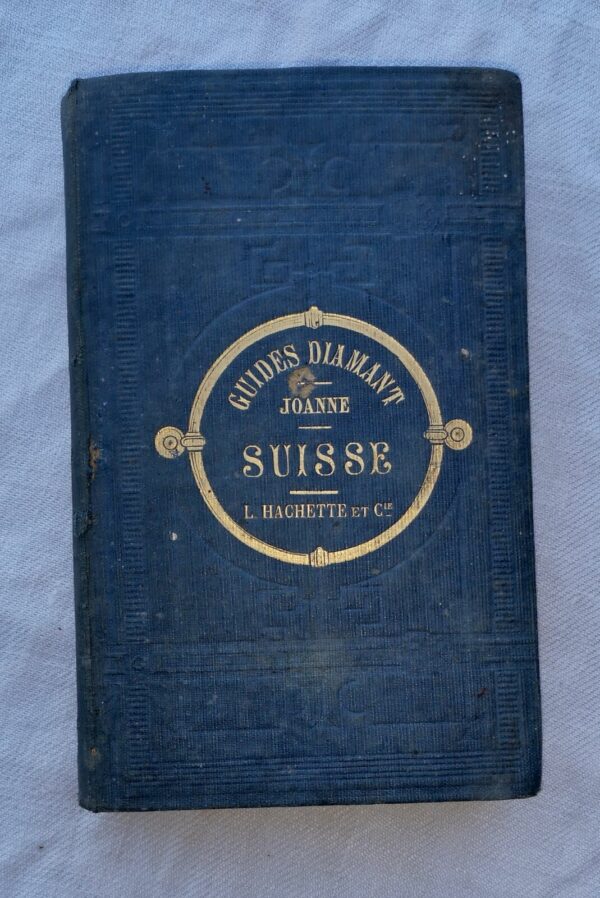 GUIDES DIAMANT
JOANNE
SUISSE
L. HACHETTE ET CIE